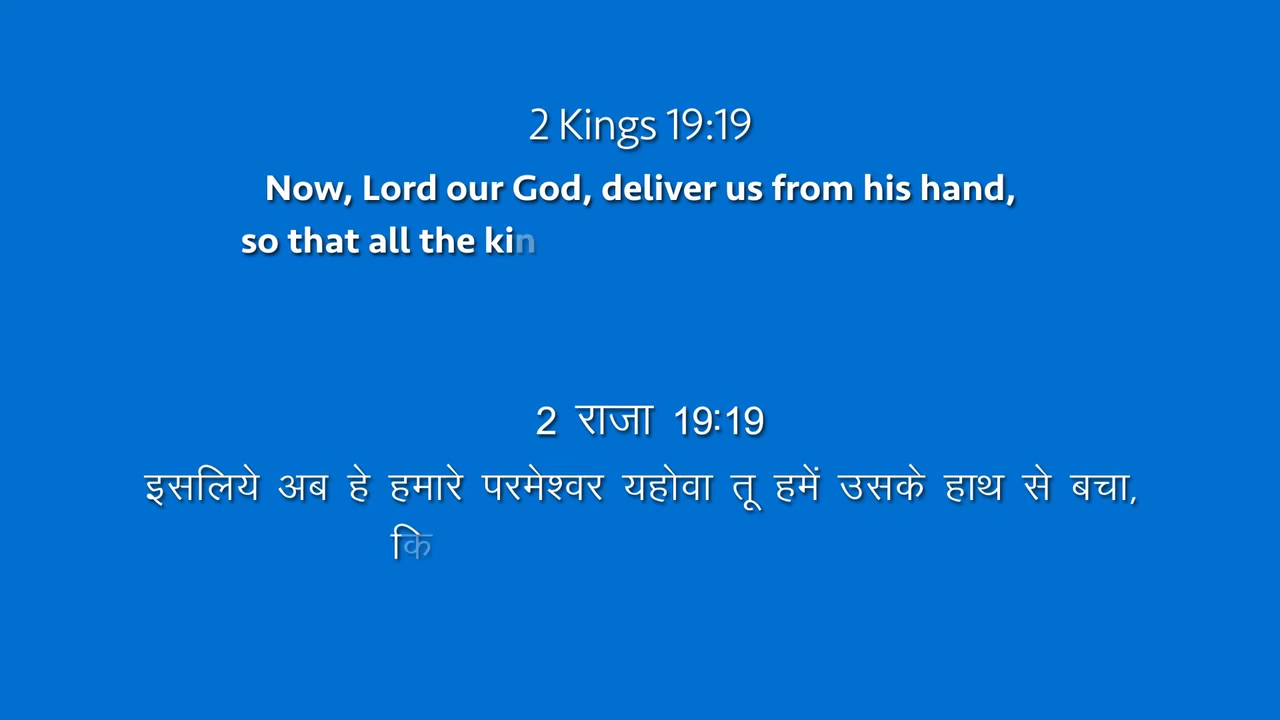 2 Kings 19:19
Now, Lord our God, deliver us from his hand,
so that all the kin
2 राजा 19:19
इसलिये अब हे हमारे परमेश्वर यहोवा तू हमें उसके हाथ से बचा,
कि